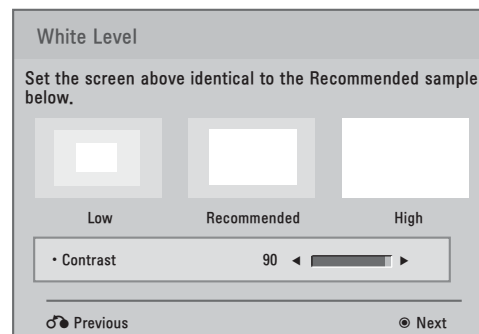 White Level
Set the screen above identical to the Recommended sample
below.
Low Recommended High
• Contrast 90 ◄ ►
Previous ◉ Next